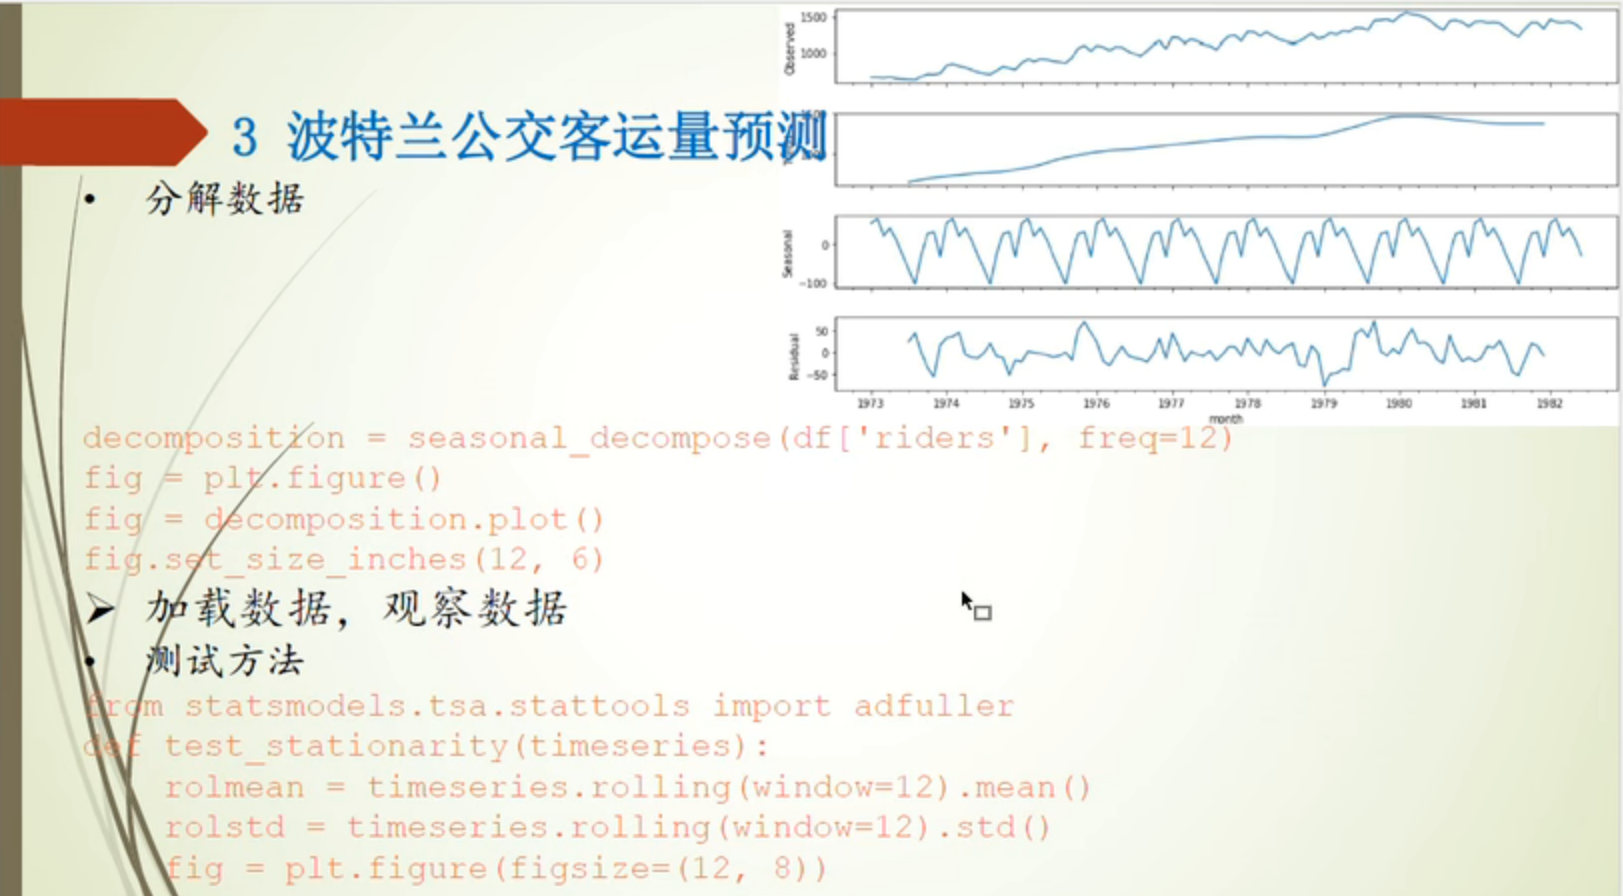 3 波特兰公交客运量预测
• 分解数据
Observed
1500
1000
Seasonal
0
-100
Residual
50
0
-50
1973 1974 1975 1976 1977 1978 1979 1980 1981 1982
month
decomposition = seasonal_decompose(df['riders'], freq=12)
fig = plt.figure()
fig = decomposition.plot()
fig.set_size_inches(12, 6)
➢ 加载数据，观察数据
• 测试方法
from statsmodels.tsa.stattools import adfuller
def test_stationarity(timeseries):
rolmean = timeseries.rolling(window=12).mean()
rolstd = timeseries.rolling(window=12).std()
fig = plt.figure(figsize=(12, 8))